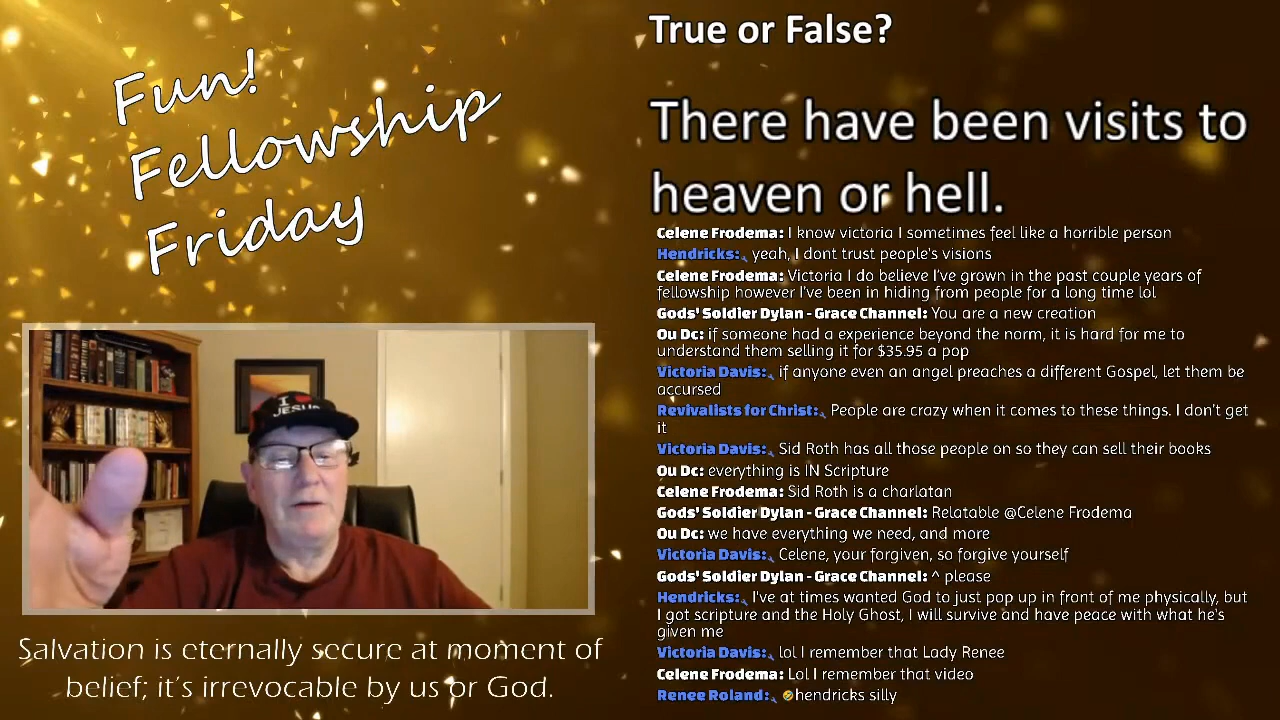 Fun!
Fellowship
Friday
I ❤ JESUS
Salvation is eternally secure at moment of
belief; it's irrevocable by us or God.
True or False?
There have been visits to
heaven or hell.
Celene Frodema: I know victoria I sometimes feel like a horrible person
Hendricks: yeah, I dont trust people's visions
Celene Frodema: Victoria I do believe I've grown in the past couple years of
fellowship however I've been in hiding from people for a long time lol
Gods' Soldier Dylan - Grace Channel: You are a new creation
Ou Dc: if someone had a experience beyond the norm, it is hard for me to
understand them selling it for $35.95 a pop
Victoria Davis: if anyone even an angel preaches a different Gospel, let them be
accursed
Revivalists for Christ: People are crazy when it comes to these things. I don't get
it
Victoria Davis: Sid Roth has all those people on so they can sell their books
Ou Dc: everything is IN Scripture
Celene Frodema: Sid Roth is a charlatan
Gods' Soldier Dylan - Grace Channel: Relatable @Celene Frodema
Ou Dc: we have everything we need, and more
Victoria Davis: Celene, your forgiven, so forgive yourself
Gods' Soldier Dylan - Grace Channel: ^ please
Hendricks: I've at times wanted God to just pop up in front of me physically, but
I got scripture and the Holy Ghost, I will survive and have peace with what he's
given me
Victoria Davis: lol I remember that Lady Renee
Celene Frodema: Lol I remember that video
Renee Roland: 🤣hendricks silly